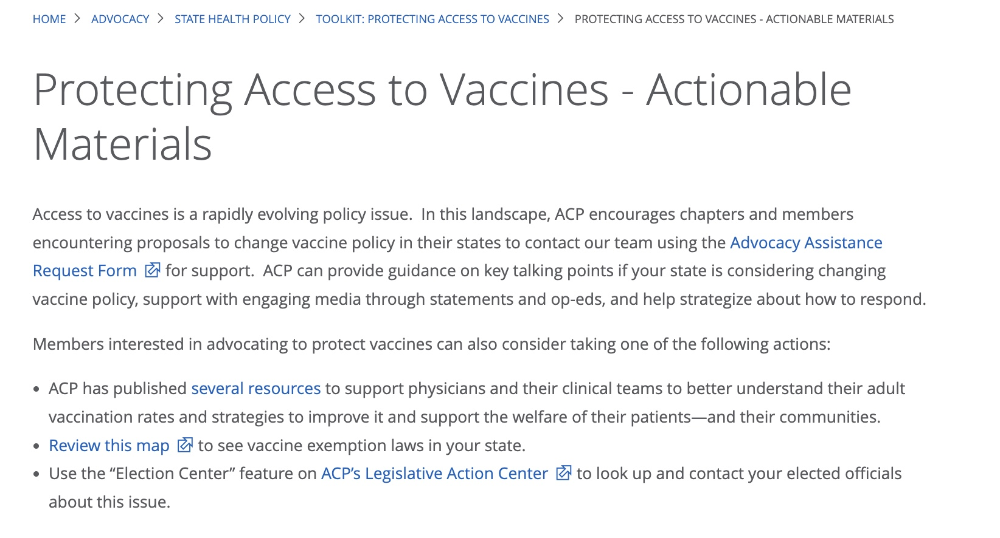 HOME > ADVOCACY > STATE HEALTH POLICY > TOOLKIT: PROTECTING ACCESS TO VACCINES > PROTECTING ACCESS TO VACCINES - ACTIONABLE MATERIALS
Protecting Access to Vaccines - Actionable
Materials
Access to vaccines is a rapidly evolving policy issue.  In this landscape, ACP encourages chapters and members
encountering proposals to change vaccine policy in their states to contact our team using the Advocacy Assistance
Request Form for support.  ACP can provide guidance on key talking points if your state is considering changing
vaccine policy, support with engaging media through statements and op-eds, and help strategize about how to respond.
Members interested in advocating to protect vaccines can also consider taking one of the following actions:
• ACP has published several resources to support physicians and their clinical teams to better understand their adult
vaccination rates and strategies to improve it and support the welfare of their patients—and their communities.
• Review this map to see vaccine exemption laws in your state.
• Use the “Election Center” feature on ACP’s Legislative Action Center to look up and contact your elected officials
about this issue.